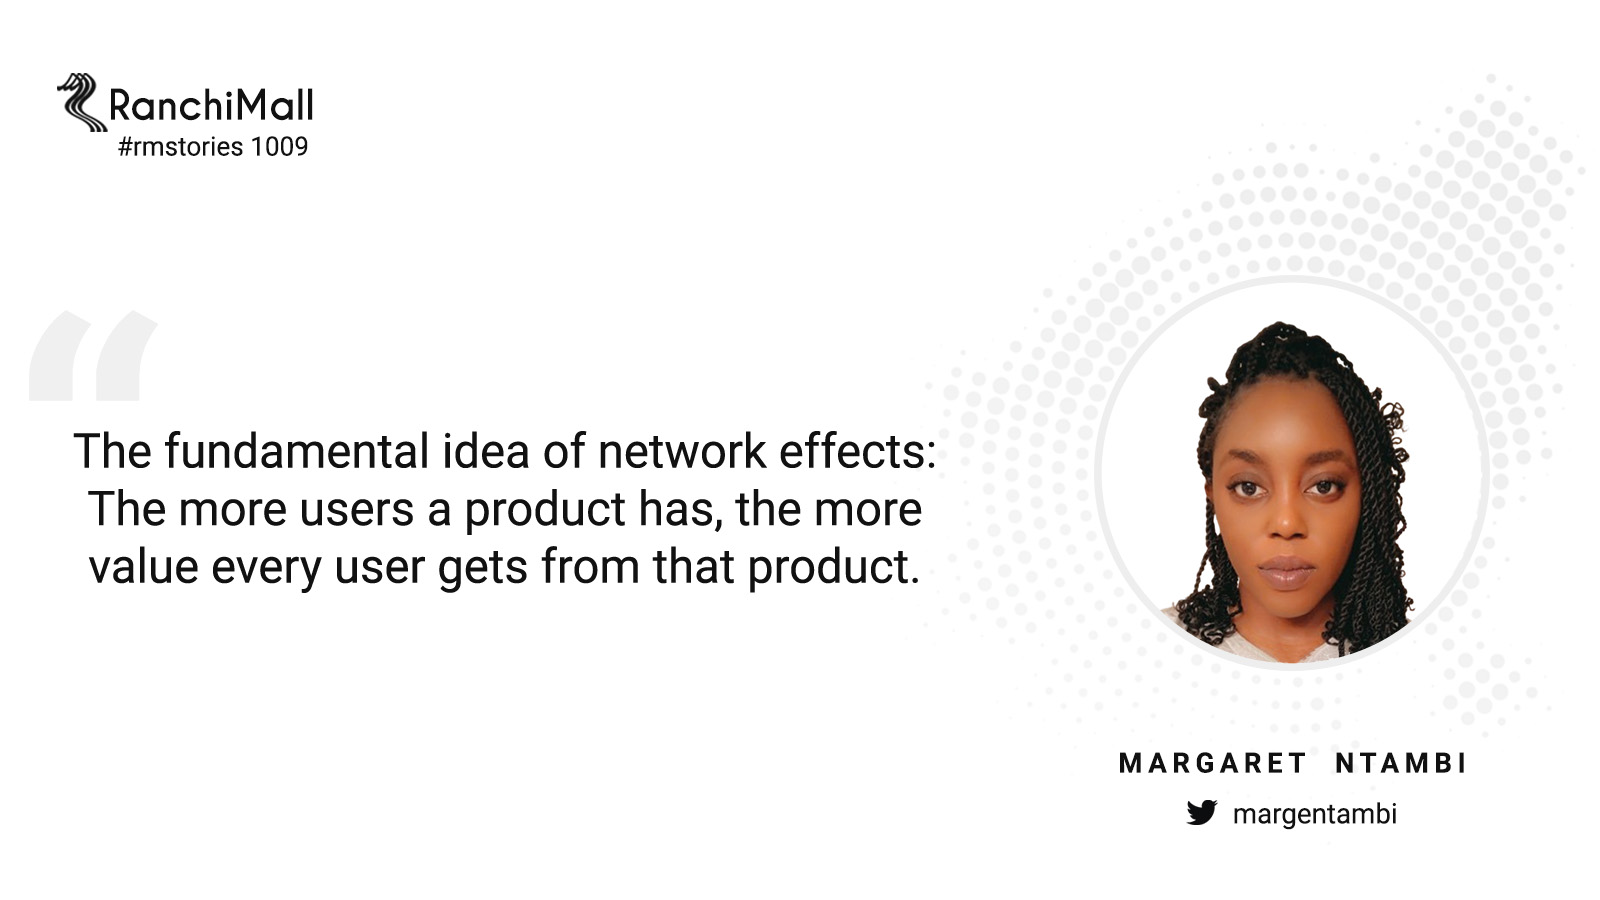 RanchiMall
#rmstories 1009
“
The fundamental idea of network effects:
The more users a product has, the more
value every user gets from that product.
MARGARET NTAMBI
margentambi